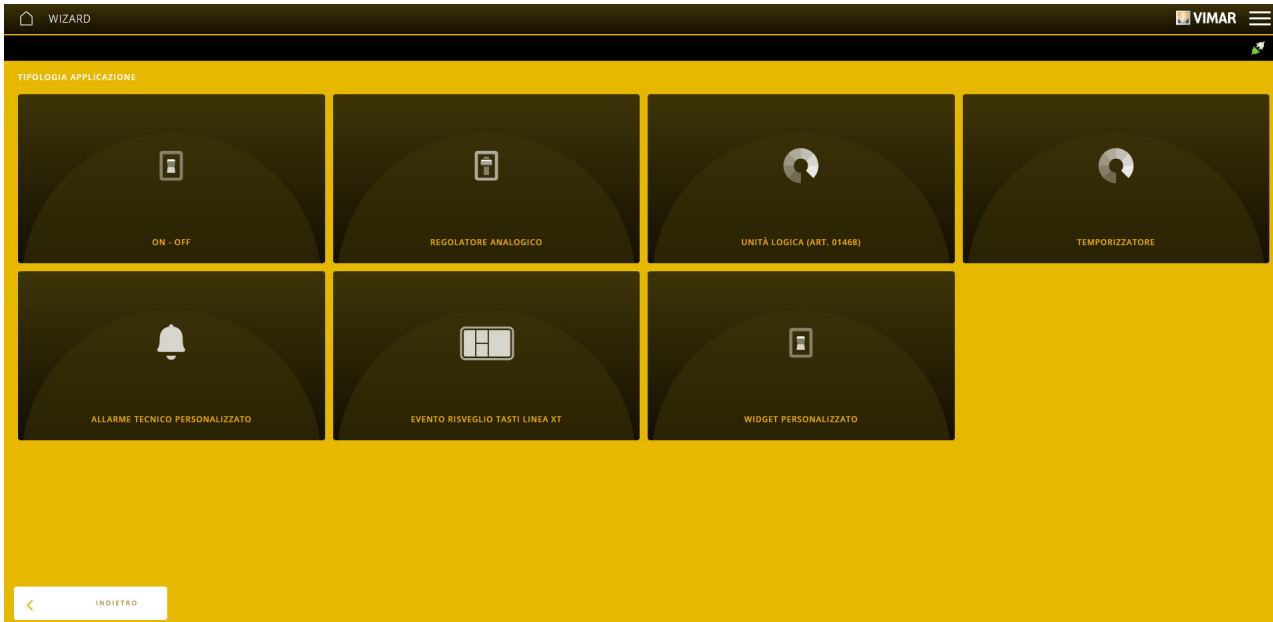 WIZARD
VIMAR
TIPOLOGIA APPLICAZIONE
ON - OFF
REGOLATORE ANALOGICO
UNITÀ LOGICA (ART. 01468)
TEMPORIZZATORE
ALLARME TECNICO PERSONALIZZATO
EVENTO RISVEGLIO TASTI LINEA XT
WIDGET PERSONALIZZATO
INDIETRO